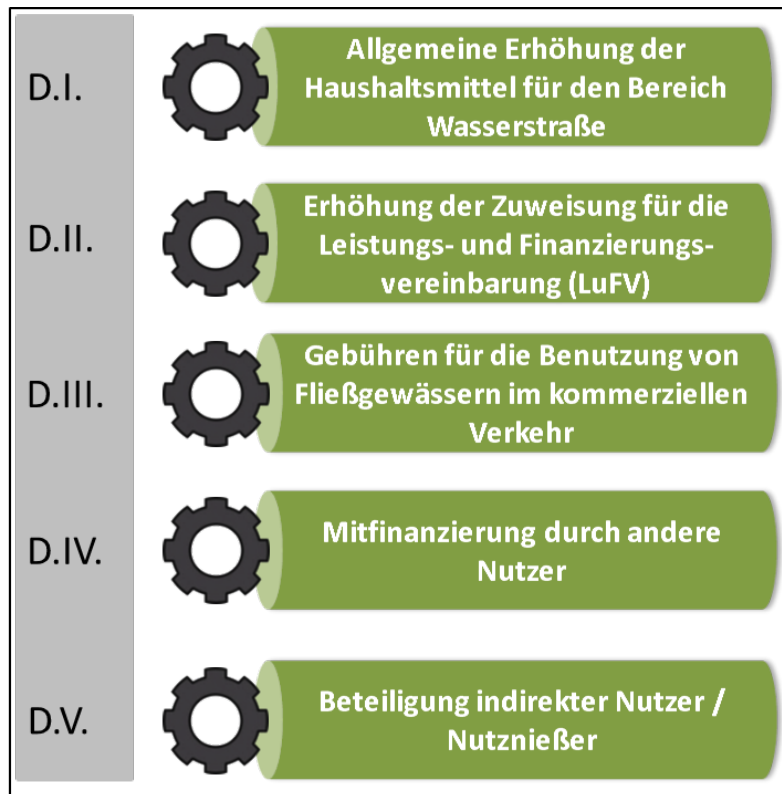 D.I.
Allgemeine Erhöhung der
Haushaltsmittel für den Bereich
Wasserstraße
D.II.
Erhöhung der Zuweisung für die
Leistungs- und Finanzierungs-
vereinbarung (LuFV)
D.III.
Gebühren für die Benutzung von
Fließgewässern im kommerziellen
Verkehr
D.IV.
Mitfinanzierung durch andere
Nutzer
D.V.
Beteiligung indirekter Nutzer /
Nutznießer